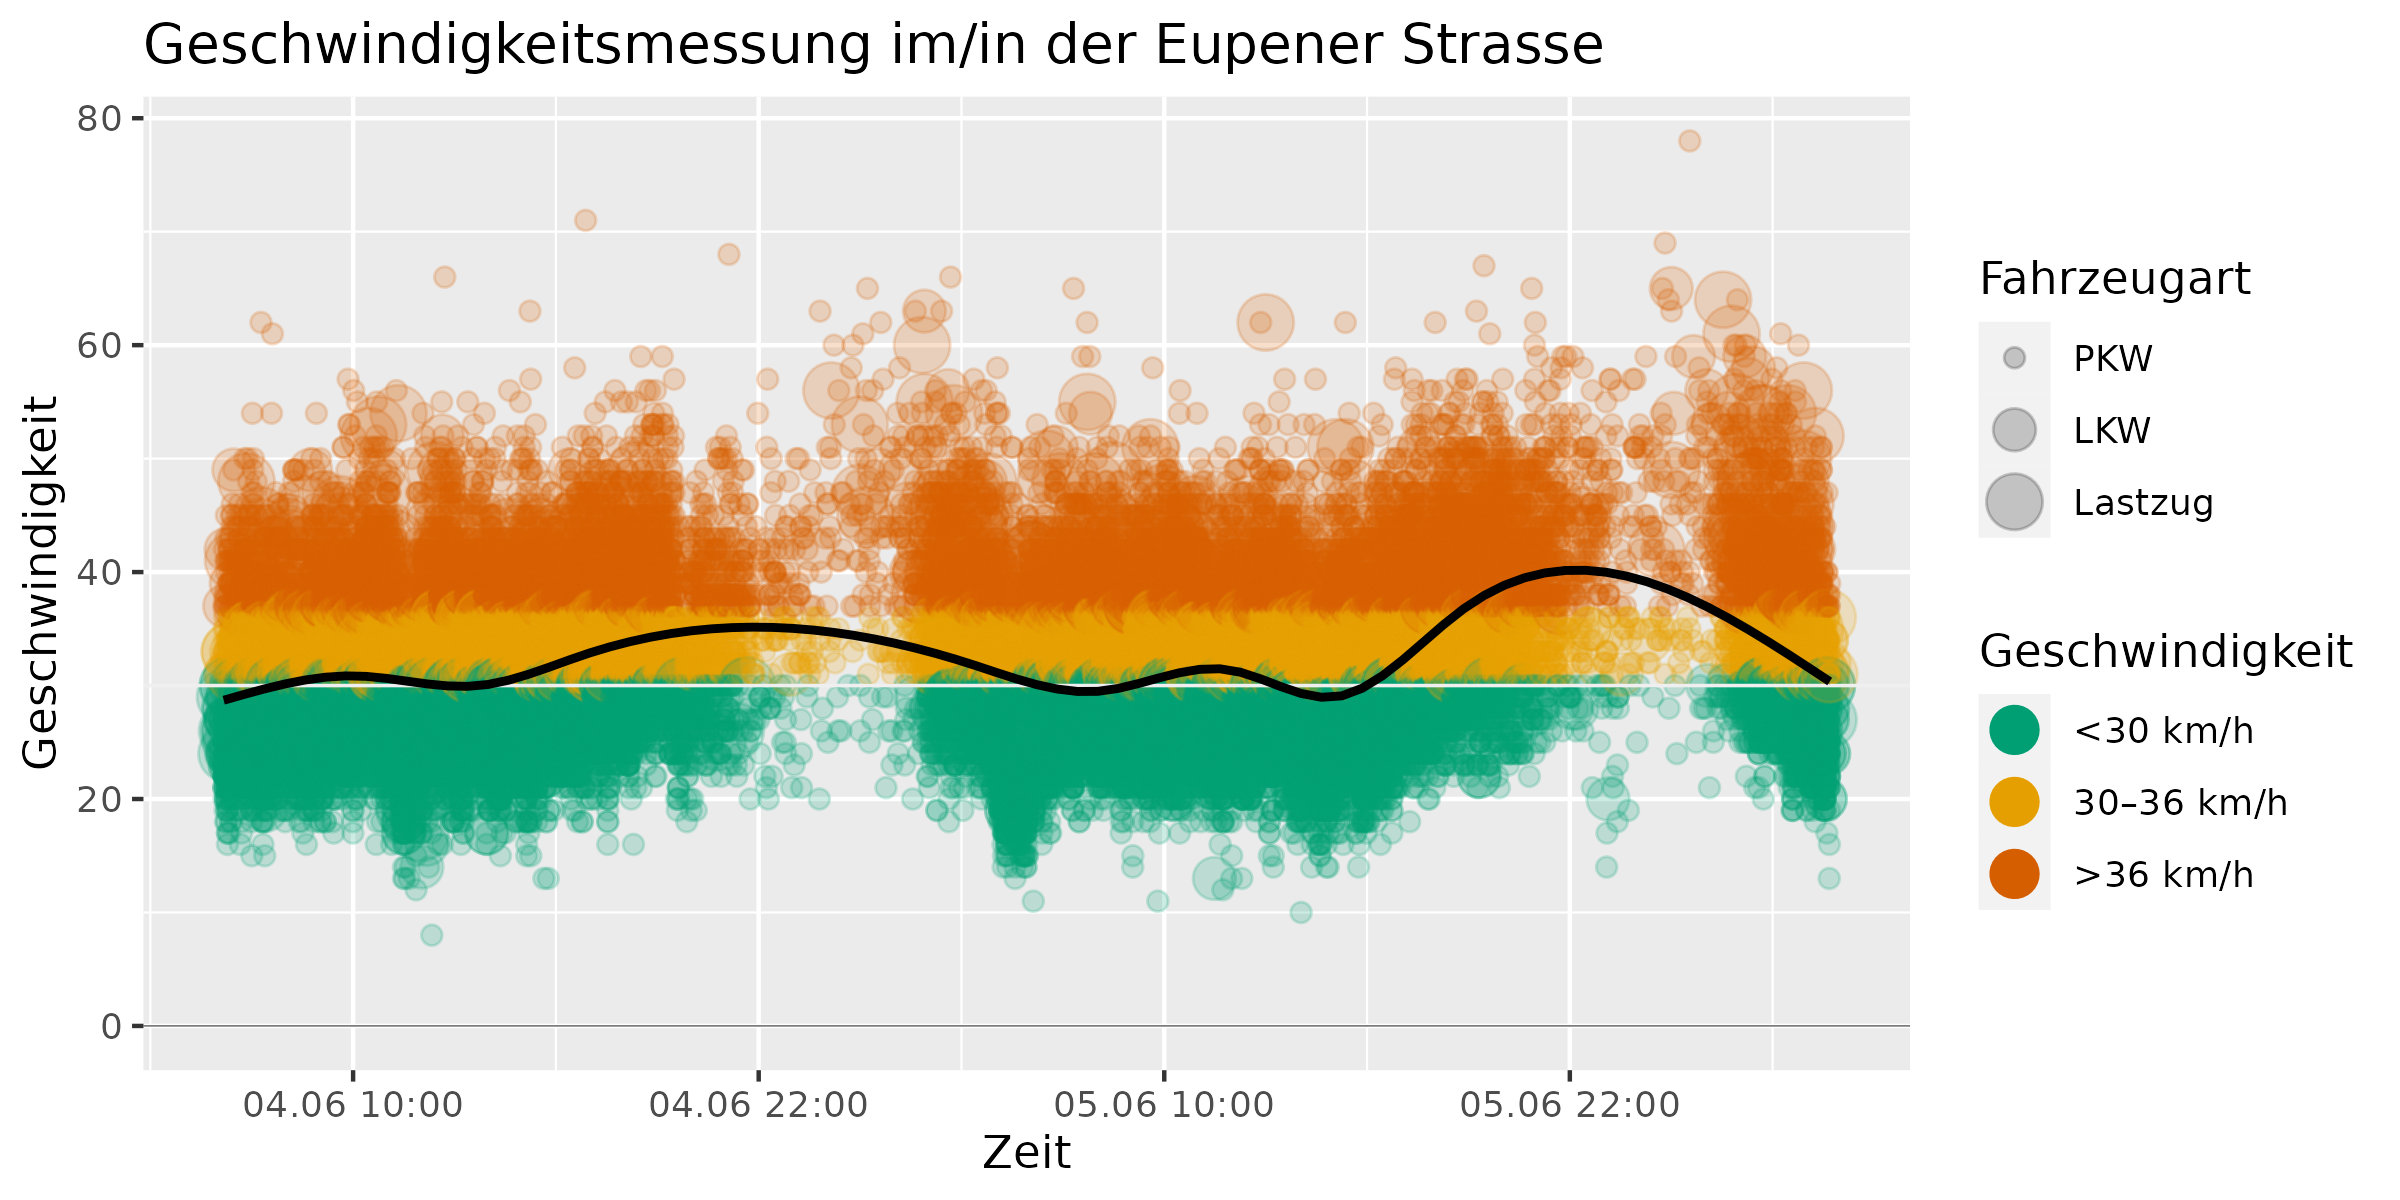 Geschwindigkeitsmessung im/in der Eupener Strasse
Geschwindigkeit
80
60
40
20
0
04.06 10:00
04.06 22:00
05.06 10:00
05.06 22:00
Zeit
Fahrzeugart
PKW
LKW
Lastzug
Geschwindigkeit
<30 km/h
30–36 km/h
>36 km/h